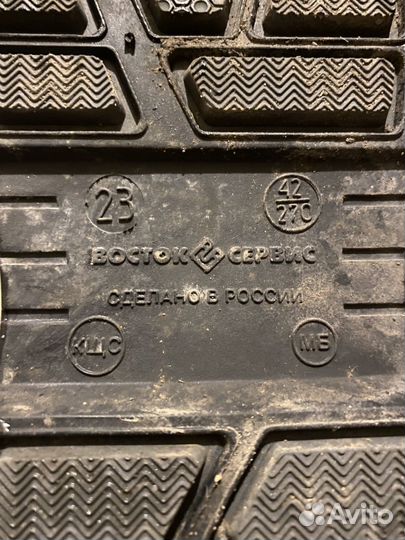 23
42
270
ВОСТОК СЕРВИС
СДЕЛАНО В РОССИИ
КЩС
МБ
Avito